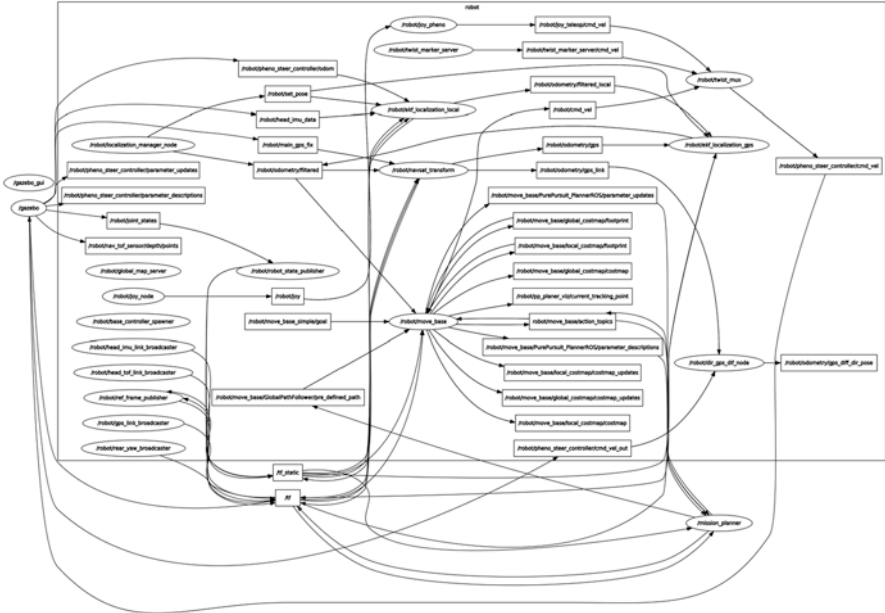 robot
/robot/joy_pheno
/robot/joy_teleop/cmd_vel
/robot/twist_marker_server
/robot/twist_marker_server/cmd_vel
/robot/pheno_steer_controller/odom
/robot/twist_mux
/robot/set_pose
/robot/odometry/filtered_local
/robot/ekf_localization_local
/robot/cmd_vel
/robot/head_imu_data
/robot/localization_manager_node
/robot/main_gps_fix
/robot/odometry/gps
/robot/ekf_localization_gps
/robot/pheno_steer_controller/parameter_updates
/robot/odometry/filtered
/robot/navsat_transform
/robot/odometry/gps_link
/robot/pheno_steer_controller/cmd_vel
/gazebo_gui
/robot/pheno_steer_controller/parameter_descriptions
/robot/move_base/PurePursuit_PlannerROS/parameter_updates
/gazebo
/robot/joint_states
/robot/move_base/global_costmap/footprint
/robot/nav_tof_sensor/depth/points
/robot/move_base/local_costmap/footprint
/robot/global_map_server
/robot/robot_state_publisher
/robot/move_base/global_costmap/costmap
/robot/joy_node
/robot/joy
/robot/pp_planer_viz/current_tracking_point
/robot/base_controller_spawner
/robot/move_base_simple/goal
/robot/move_base
robot/move_base/action_topics
/robot/head_imu_link_broadcaster
/robot/move_base/PurePursuit_PlannerROS/parameter_descriptions
/robot/dir_gps_dif_node
/robot/odometry/gps_diff_dir_pose
/robot/head_tof_link_broadcaster
/robot/move_base/local_costmap/costmap_updates
/robot/ref_frame_publisher
/robot/move_base/GlobalPathFollower/pre_defined_path
/robot/move_base/global_costmap/costmap_updates
/robot/gps_link_broadcaster
/robot/move_base/local_costmap/costmap
/robot/rear_yaw_broadcaster
/robot/pheno_steer_controller/cmd_vel_out
/tf_static
/tf
/mission_planner